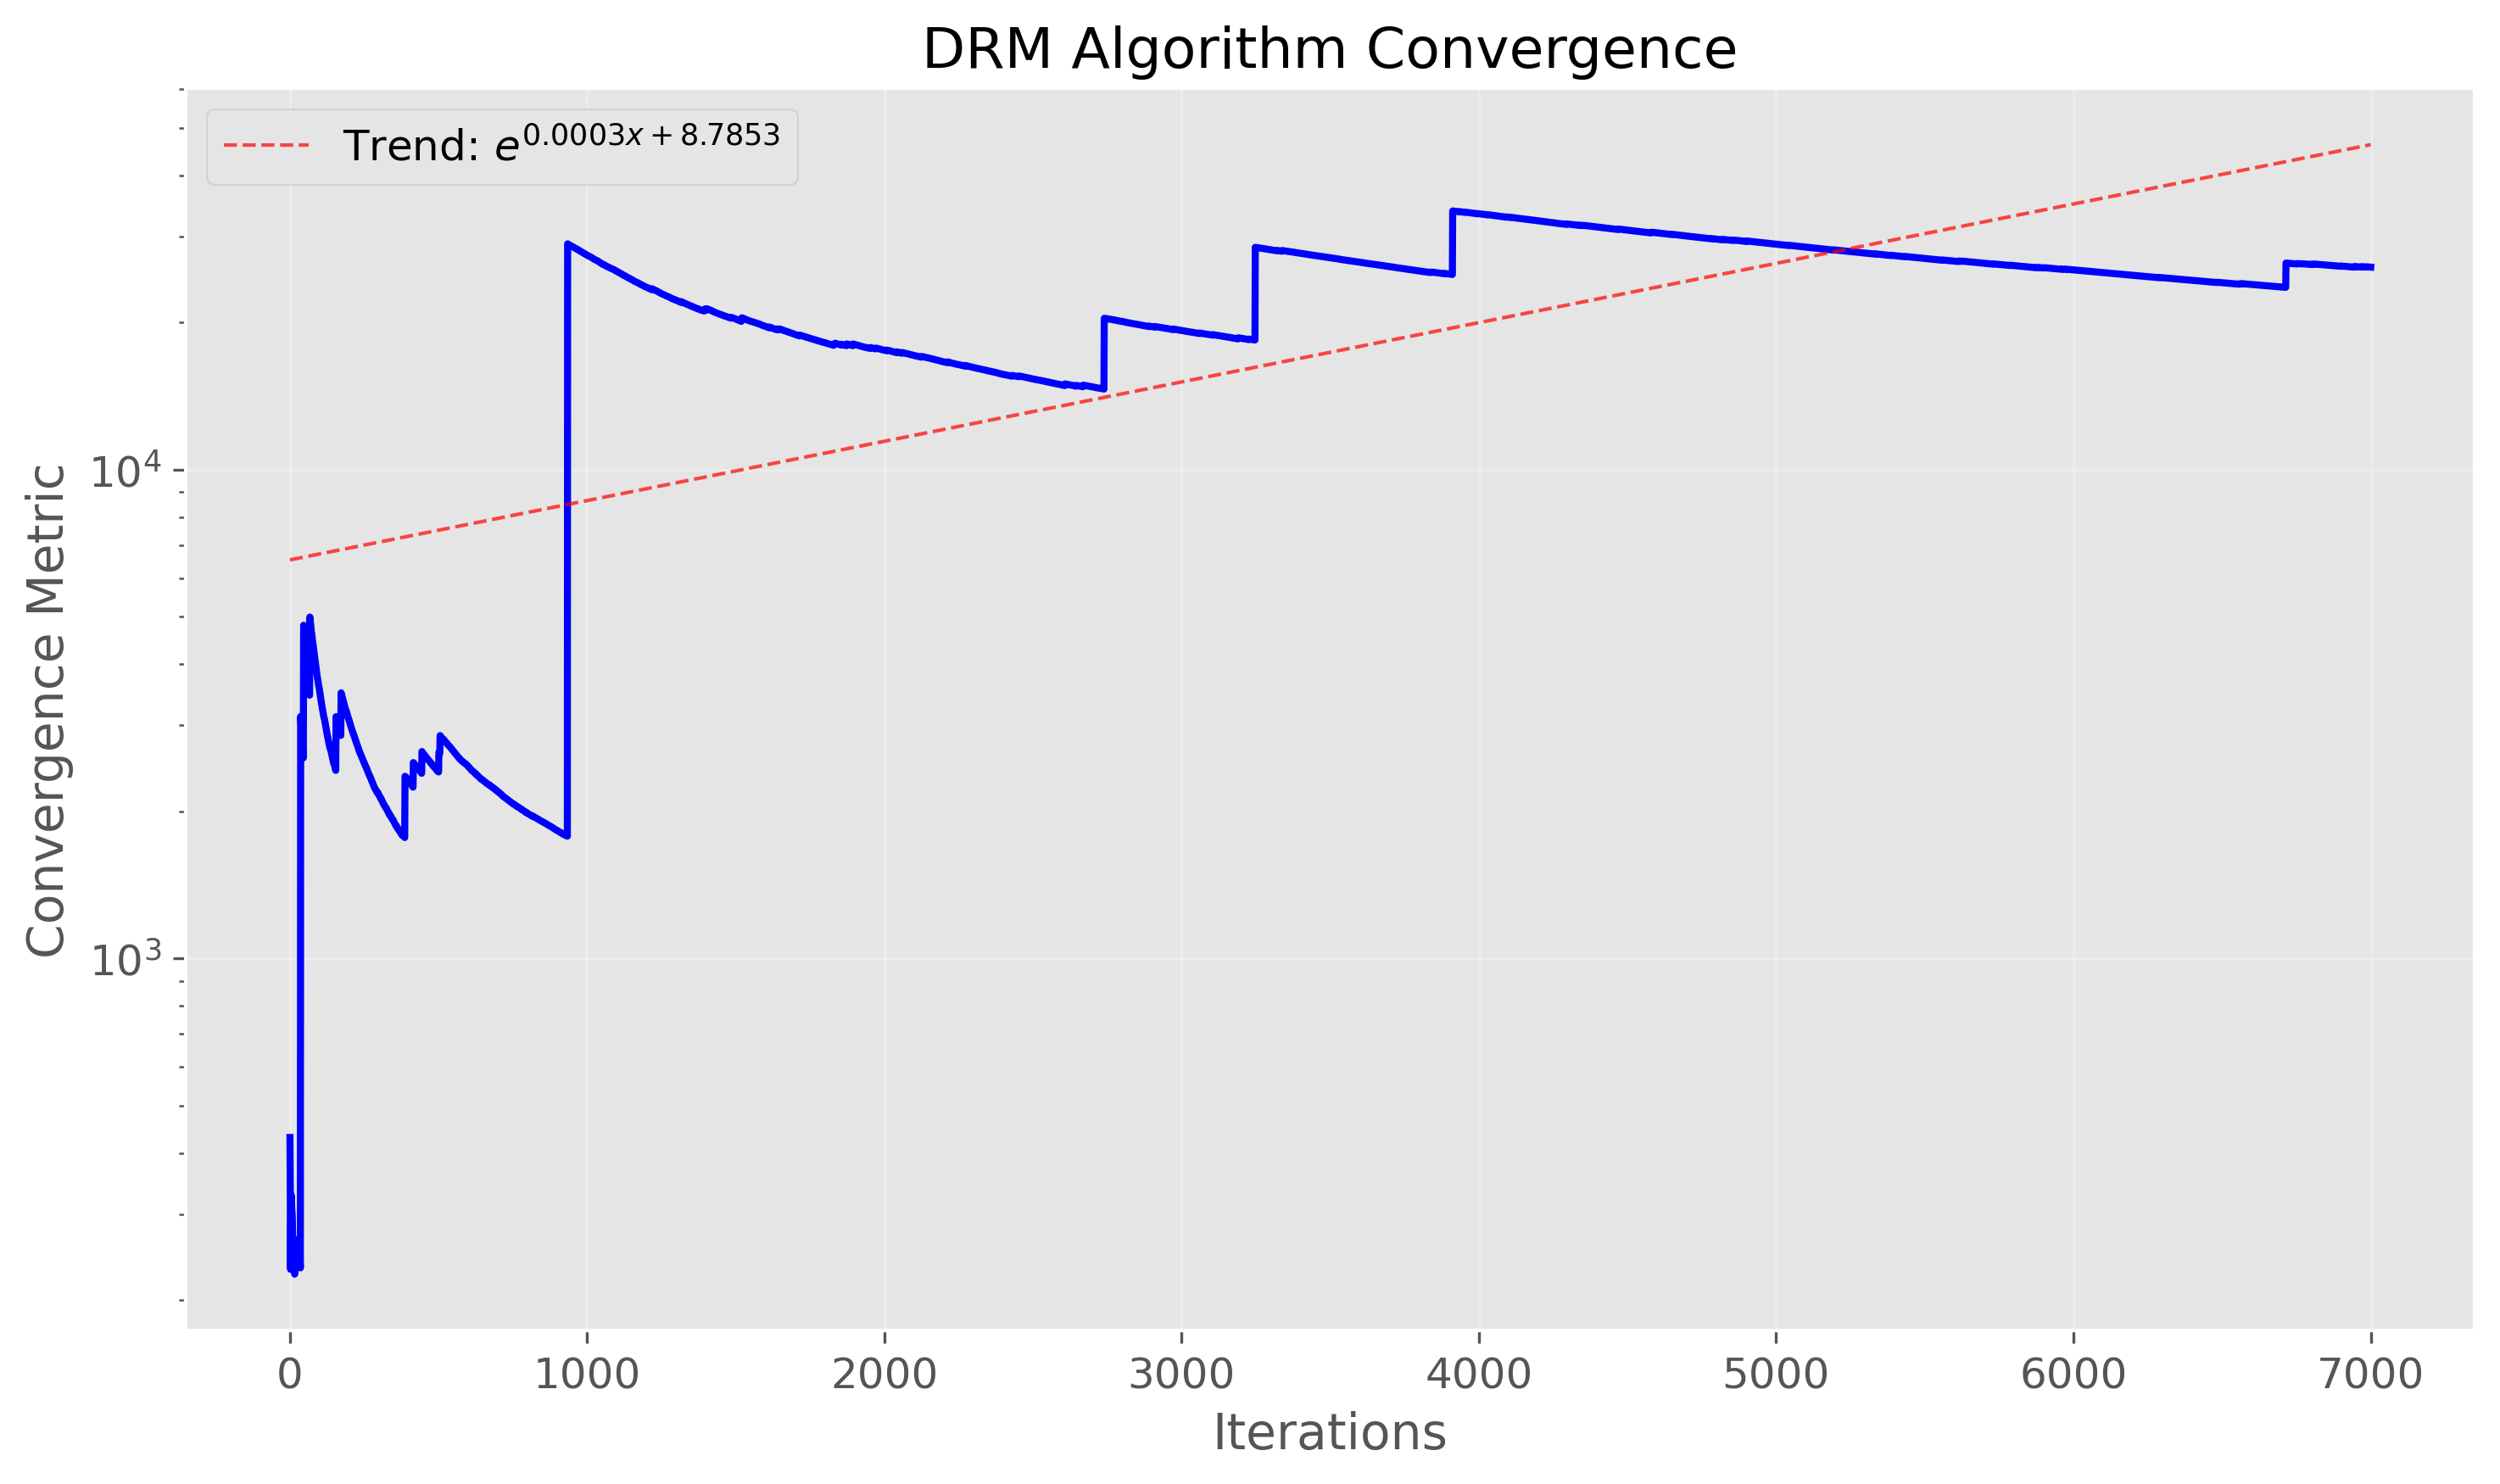 DRM Algorithm Convergence
Trend: e^{0.0003x + 8.7853}
Convergence Metric
10^4
10^3
0 1000 2000 3000 4000 5000 6000 7000
Iterations